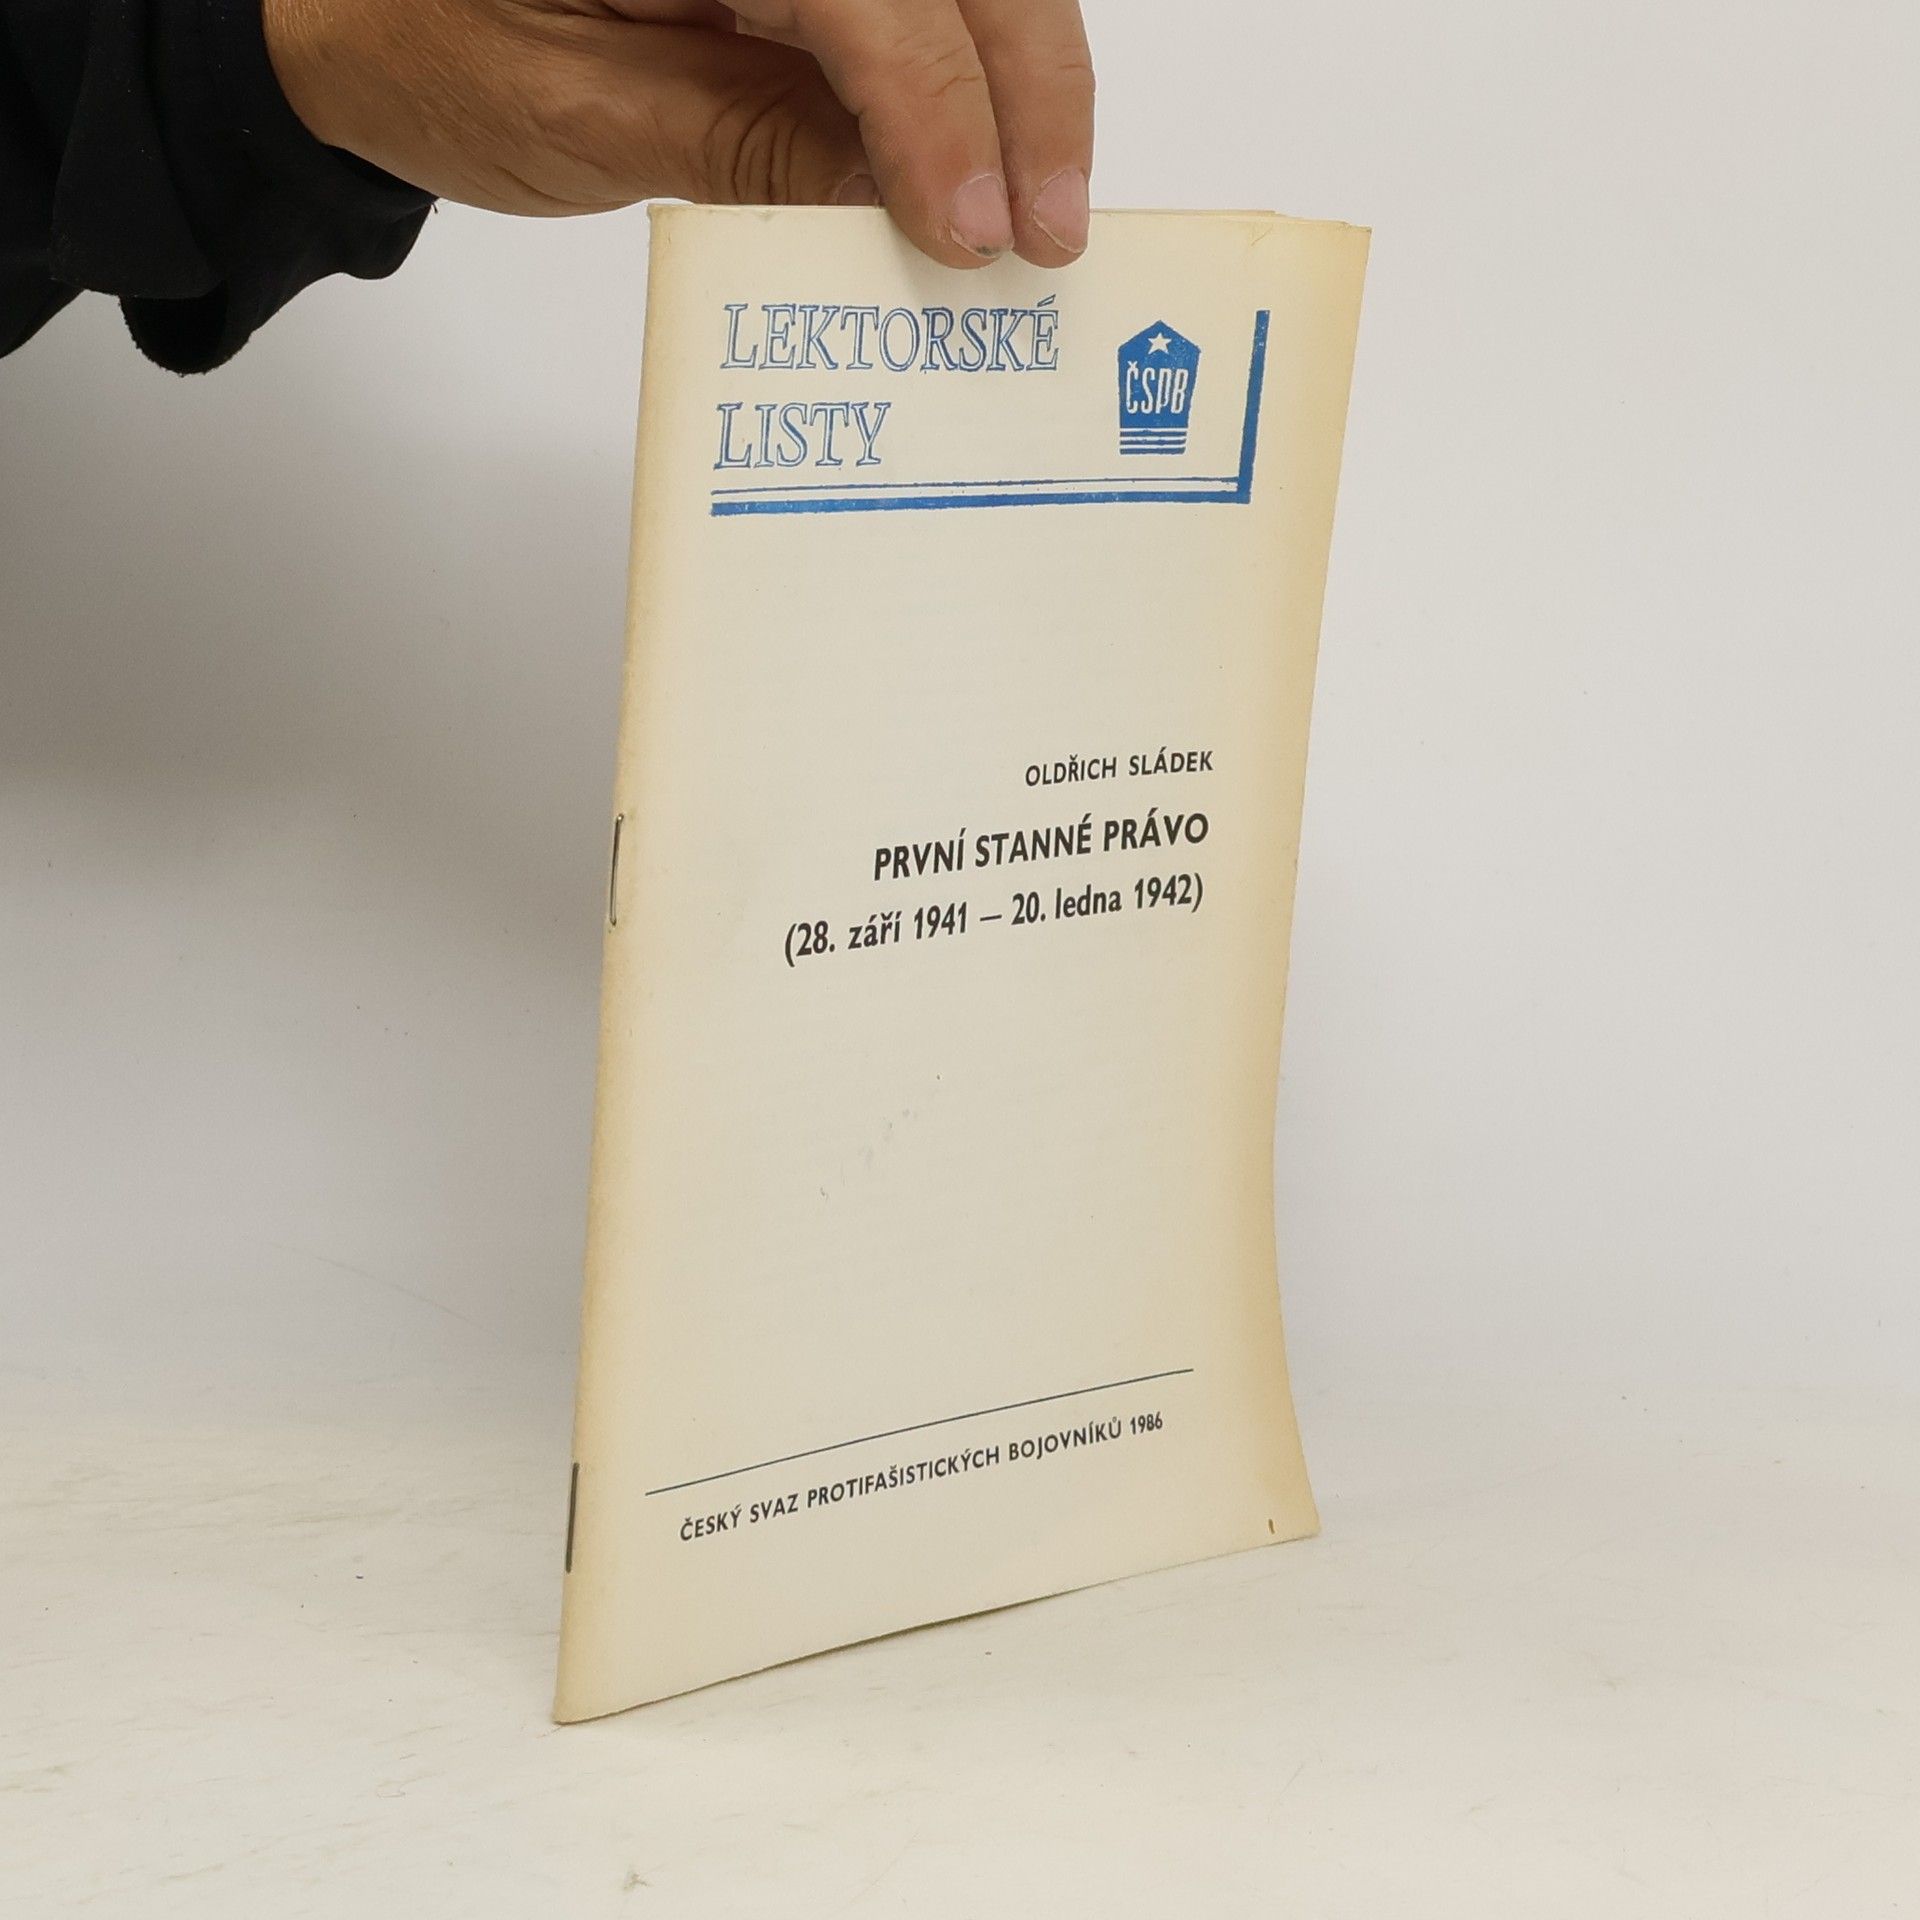 LEKTORSKÉ
LISTY
ČSPB
OLDŘICH SLÁDEK
PRVNÍ STANNÉ PRÁVO
(28. září 1941 — 20. ledna 1942)
ČESKÝ SVAZ PROTIFAŠISTICKÝCH BOJOVNÍKŮ 1986